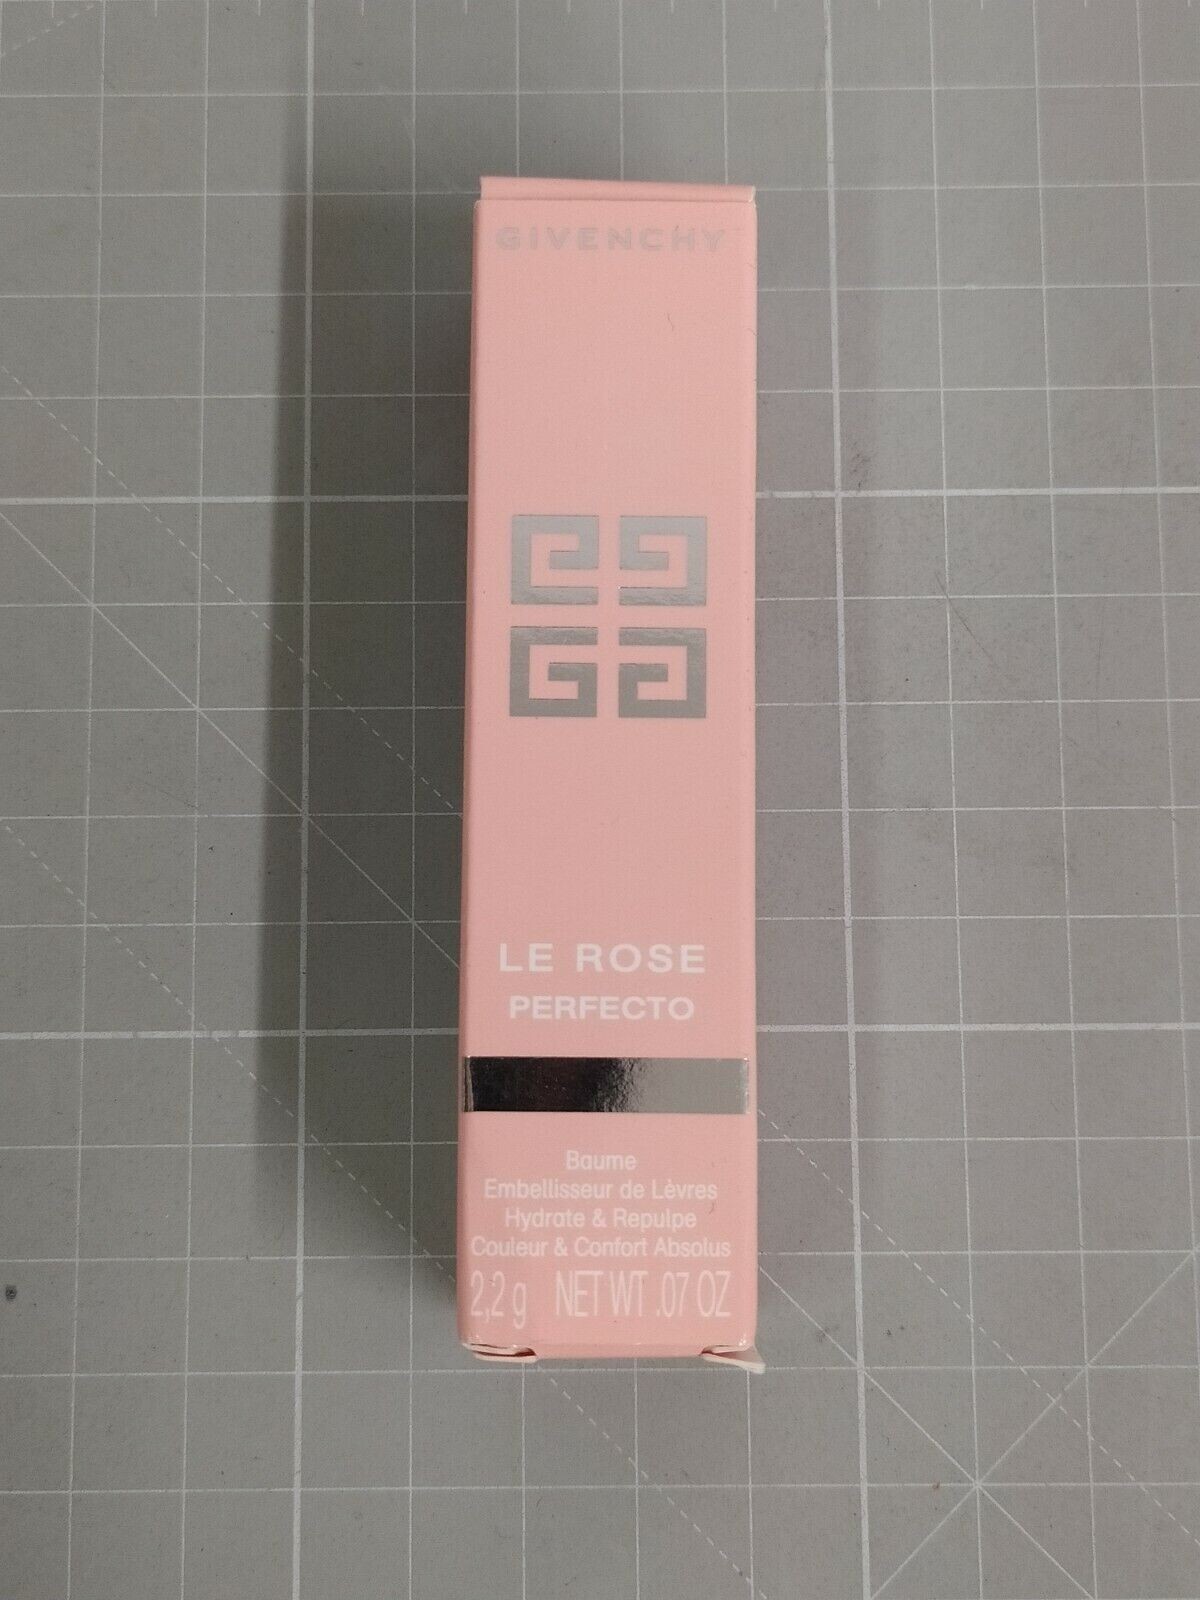 GIVENCHY
LE ROSE
PERFECTO
Baume
Embellisseur de Lèvres
Hydrate & Repulpe
Couleur & Confort Absolus
2,2 g NET WT .07 OZ